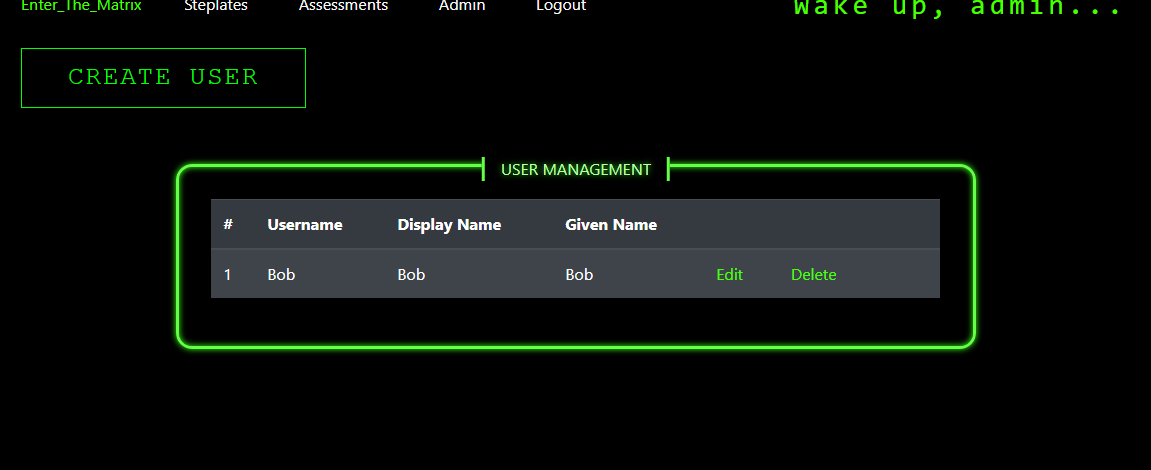 Enter_The_Matrix Steplates Assessments Admin Logout Wake up, admin...
CREATE USER
USER MANAGEMENT
# Username Display Name Given Name
1 Bob Bob Bob Edit Delete